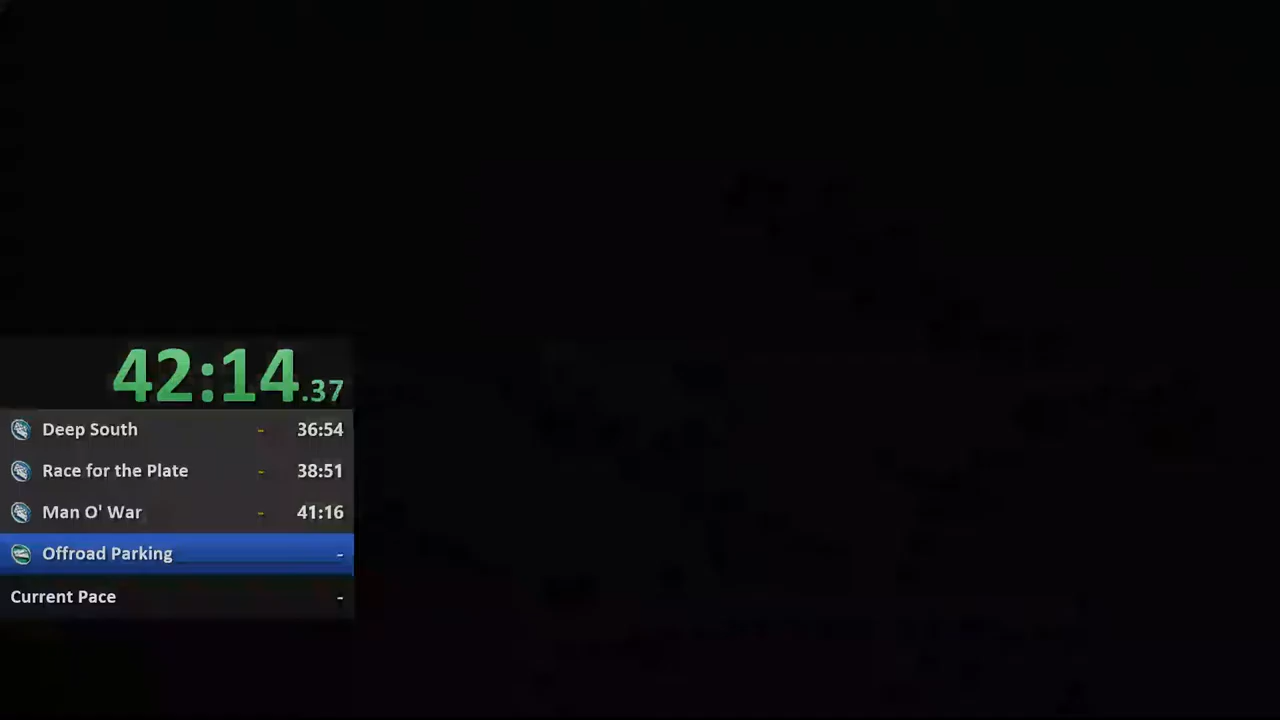 42:14.37
Deep South - 36:54
Race for the Plate - 38:51
Man O' War - 41:16
Offroad Parking -
Current Pace -